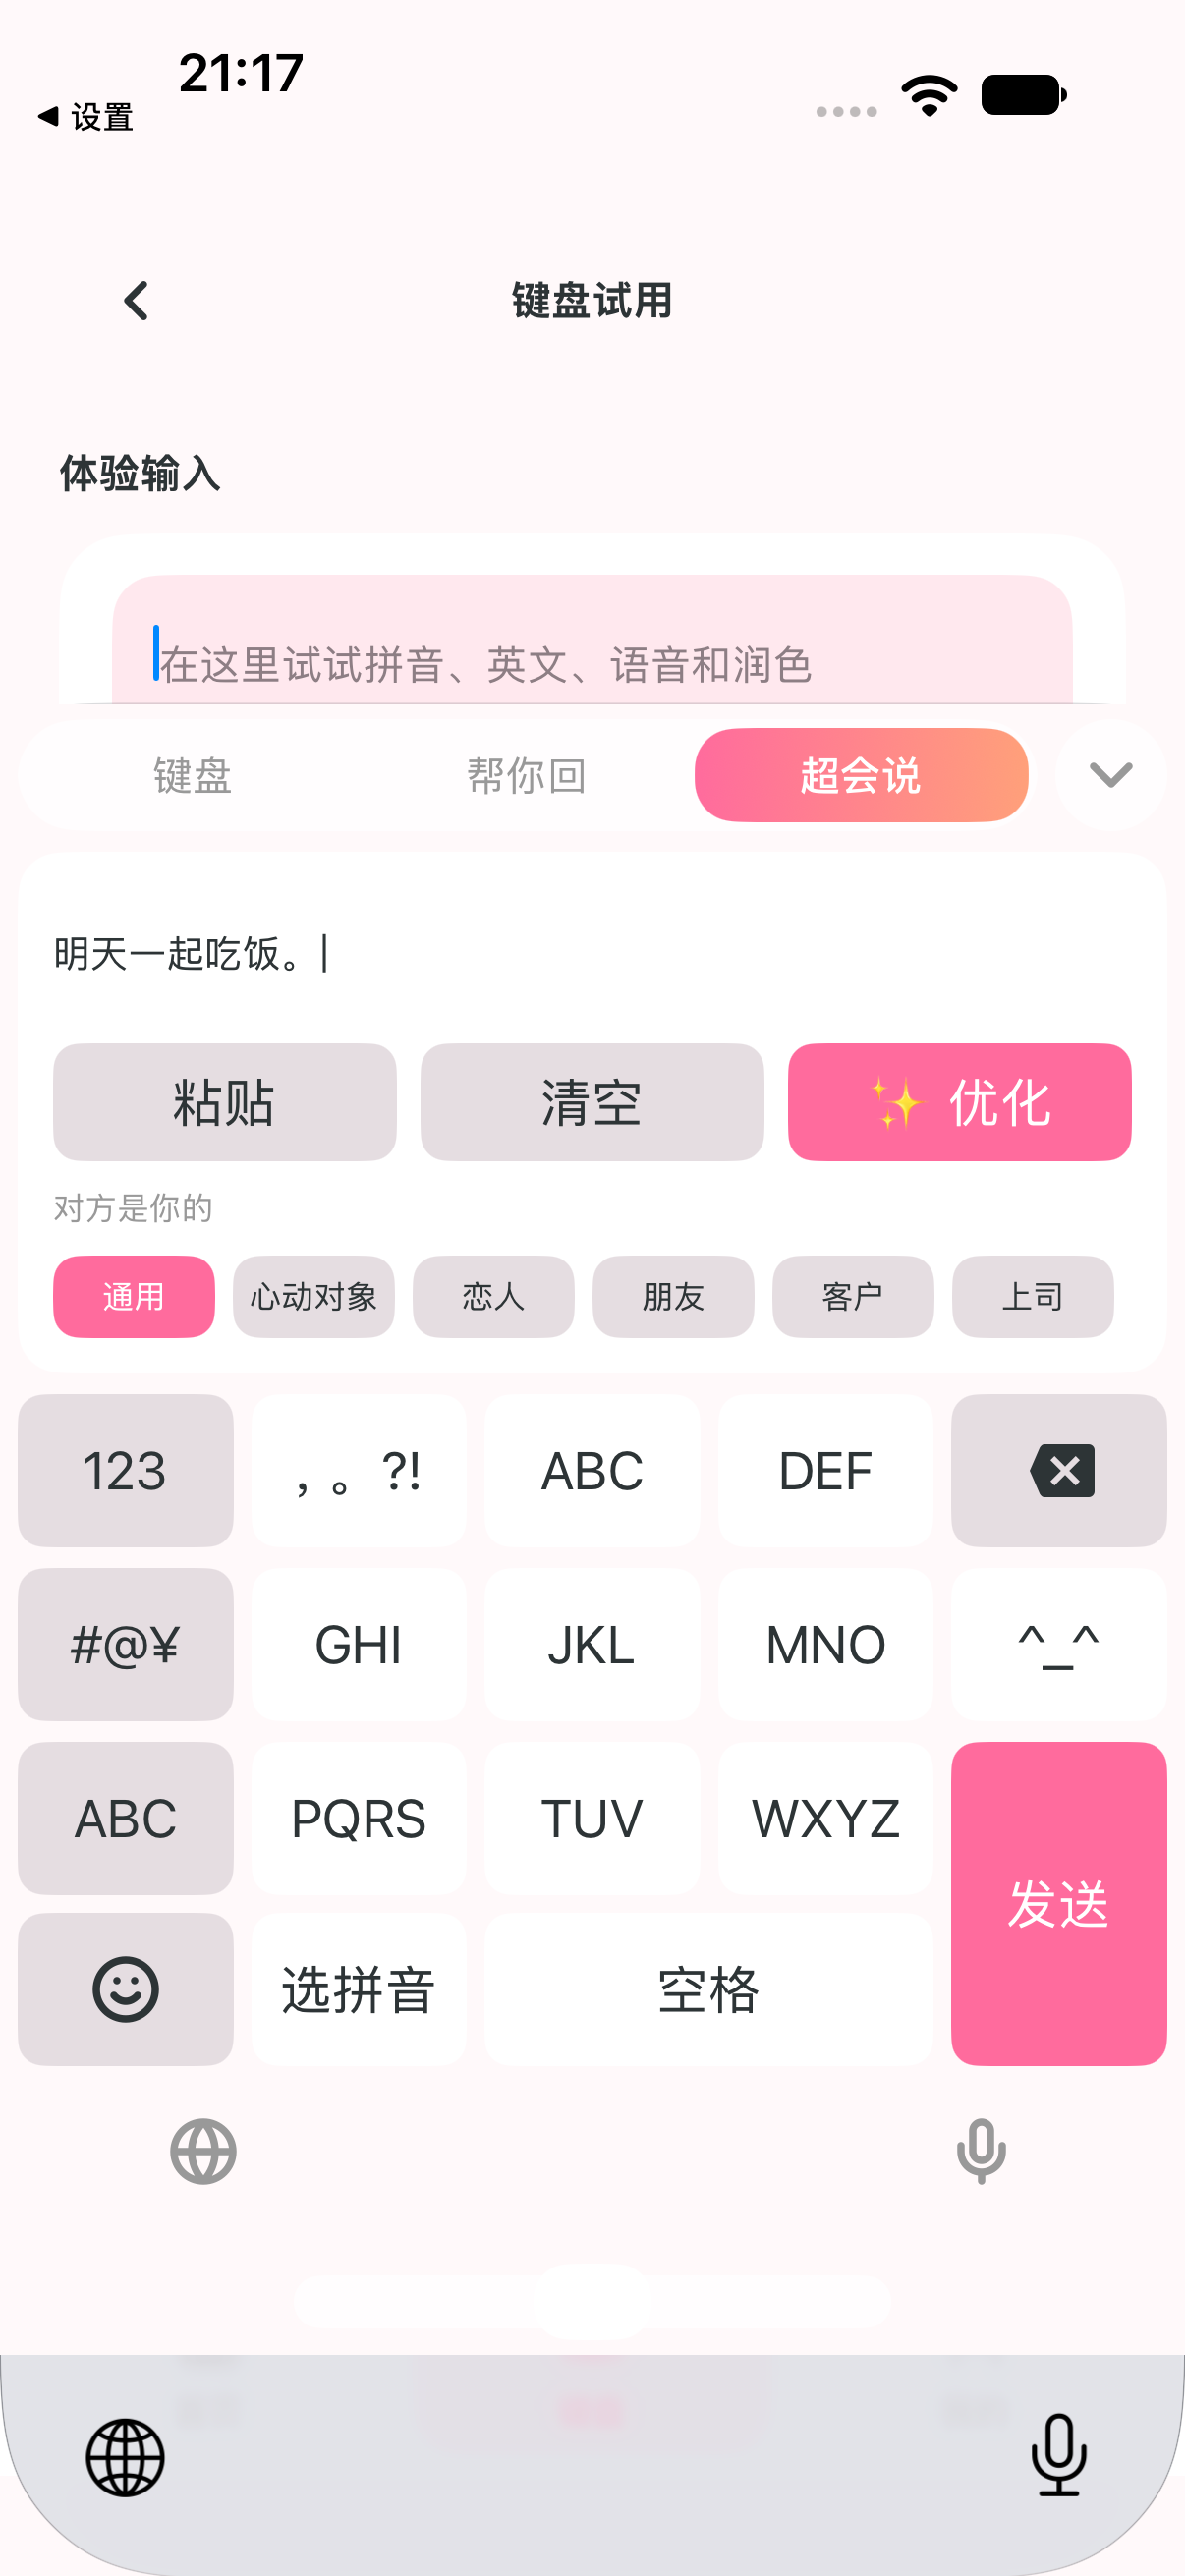 21:17
设置
键盘试用
体验输入
在这里试试拼音、英文、语音和润色
键盘 帮你回 超会说
明天一起吃饭。|
粘贴 清空 ✨ 优化
对方是你的
通用 心动对象 恋人 朋友 客户 上司
123 ，。?! ABC DEF
#@¥ GHI JKL MNO ^_^
ABC PQRS TUV WXYZ
发送
选拼音 空格